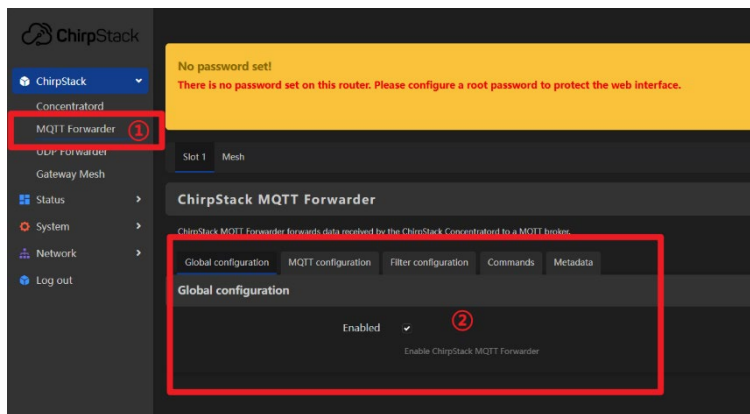 ChirpStack
ChirpStack
Concentratord
MQTT Forwarder ①
UDP Forwarder
Gateway Mesh
Status
System
Network
Log out
No password set!
There is no password set on this router. Please configure a root password to protect the web interface.
Slot 1 Mesh
ChirpStack MQTT Forwarder
ChirpStack MQTT Forwarder forwards data received by the ChirpStack Concentratord to a MQTT broker.
Global configuration MQTT configuration Filter configuration Commands Metadata
Global configuration
Enabled ②
Enable ChirpStack MQTT Forwarder